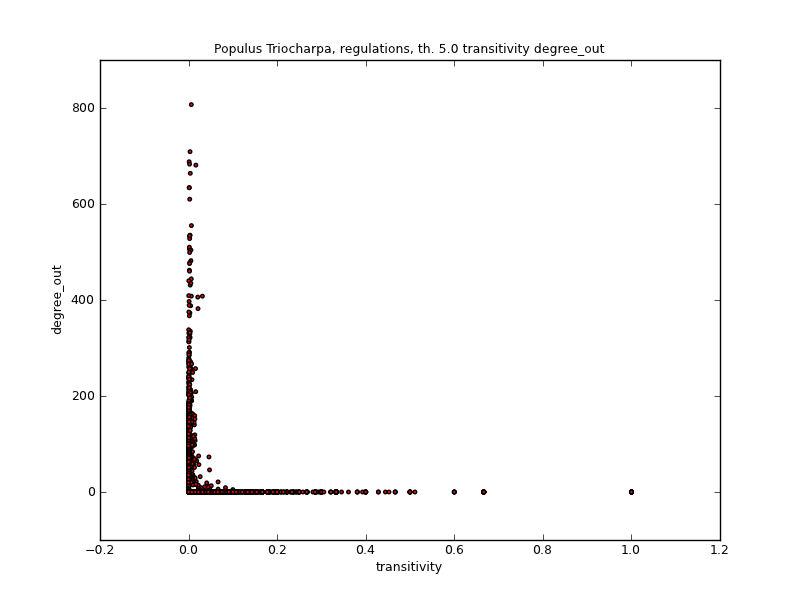 Populus Triocharpa, regulations, th. 5.0 transitivity degree_out
800
600
400
200
0
degree_out
−0.2 0.0 0.2 0.4 0.6 0.8 1.0 1.2
transitivity